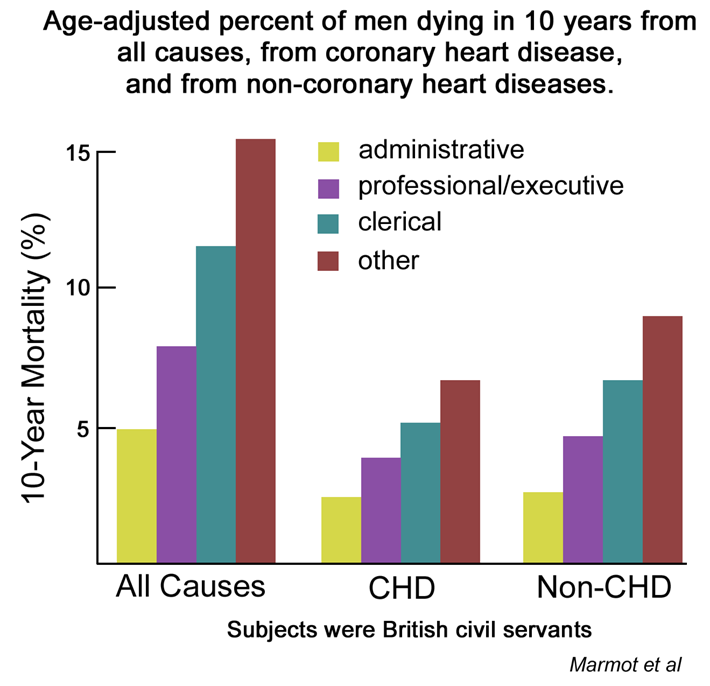 Age-adjusted percent of men dying in 10 years from
all causes, from coronary heart disease,
and from non-coronary heart diseases.
10-Year Mortality (%)
15
10
5
administrative
professional/executive
clerical
other
All Causes
CHD
Non-CHD
Subjects were British civil servants
Marmot et al